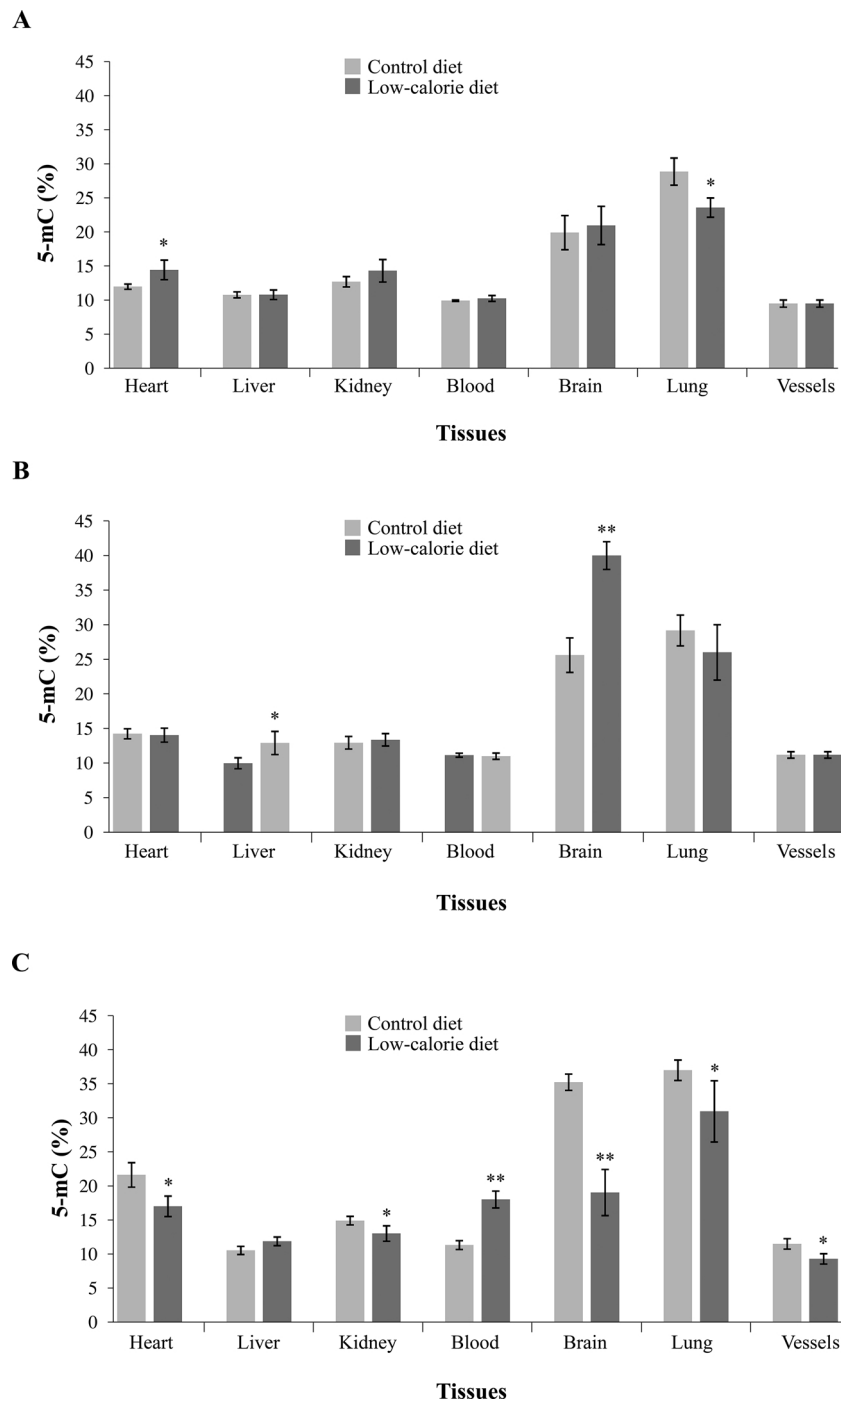 A
Control diet
Low-calorie diet
45
40
35
30
25
20
15
10
5
0
5-mC (%)
*
*
Heart Liver Kidney Blood Brain Lung Vessels
Tissues
B
Control diet
Low-calorie diet
45
40
35
30
25
20
15
10
5
0
5-mC (%)
*
**
Heart Liver Kidney Blood Brain Lung Vessels
Tissues
C
Control diet
Low-calorie diet
45
40
35
30
25
20
15
10
5
0
5-mC (%)
*
*
**
**
*
*
Heart Liver Kidney Blood Brain Lung Vessels
Tissues